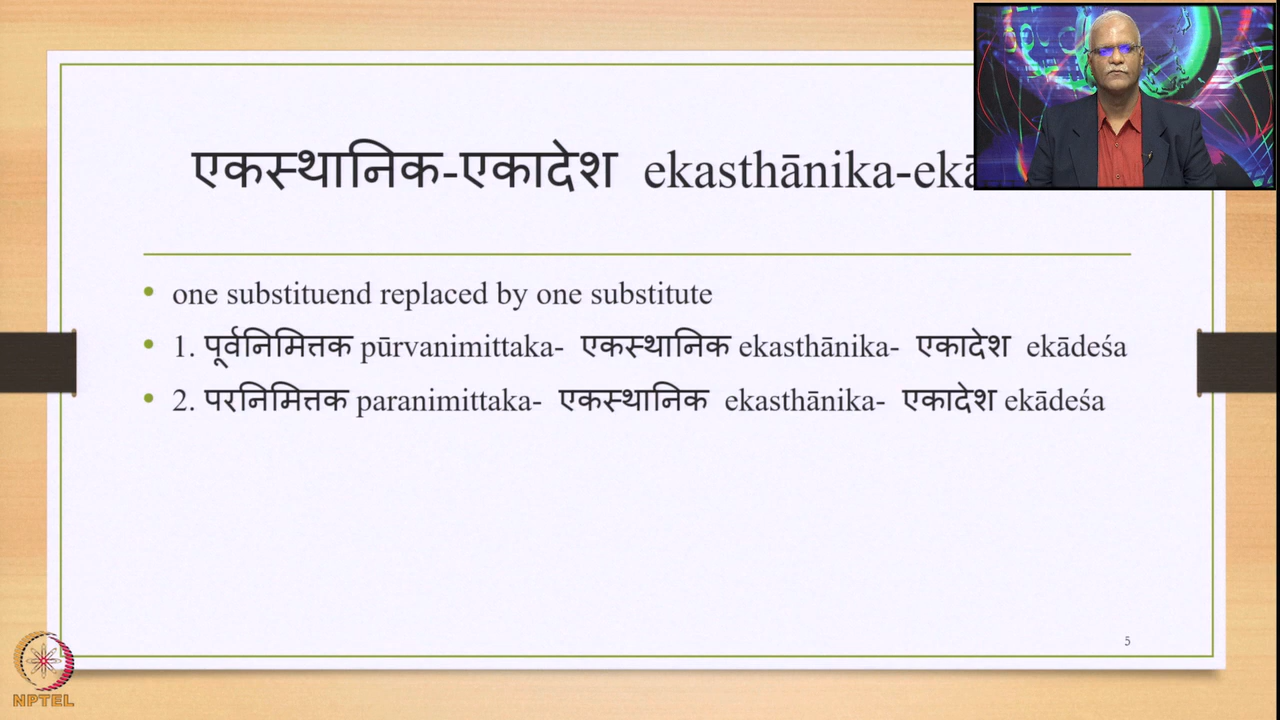 एकस्थानिक-एकादेश ekasthānika-ekā
one substituend replaced by one substitute
1. पूर्वनिमित्तक pūrvanimittaka- एकस्थानिक ekasthānika- एकादेश ekādeśa
2. परनिमित्तक paranimittaka- एकस्थानिक ekasthānika- एकादेश ekādeśa
5
NPTEL